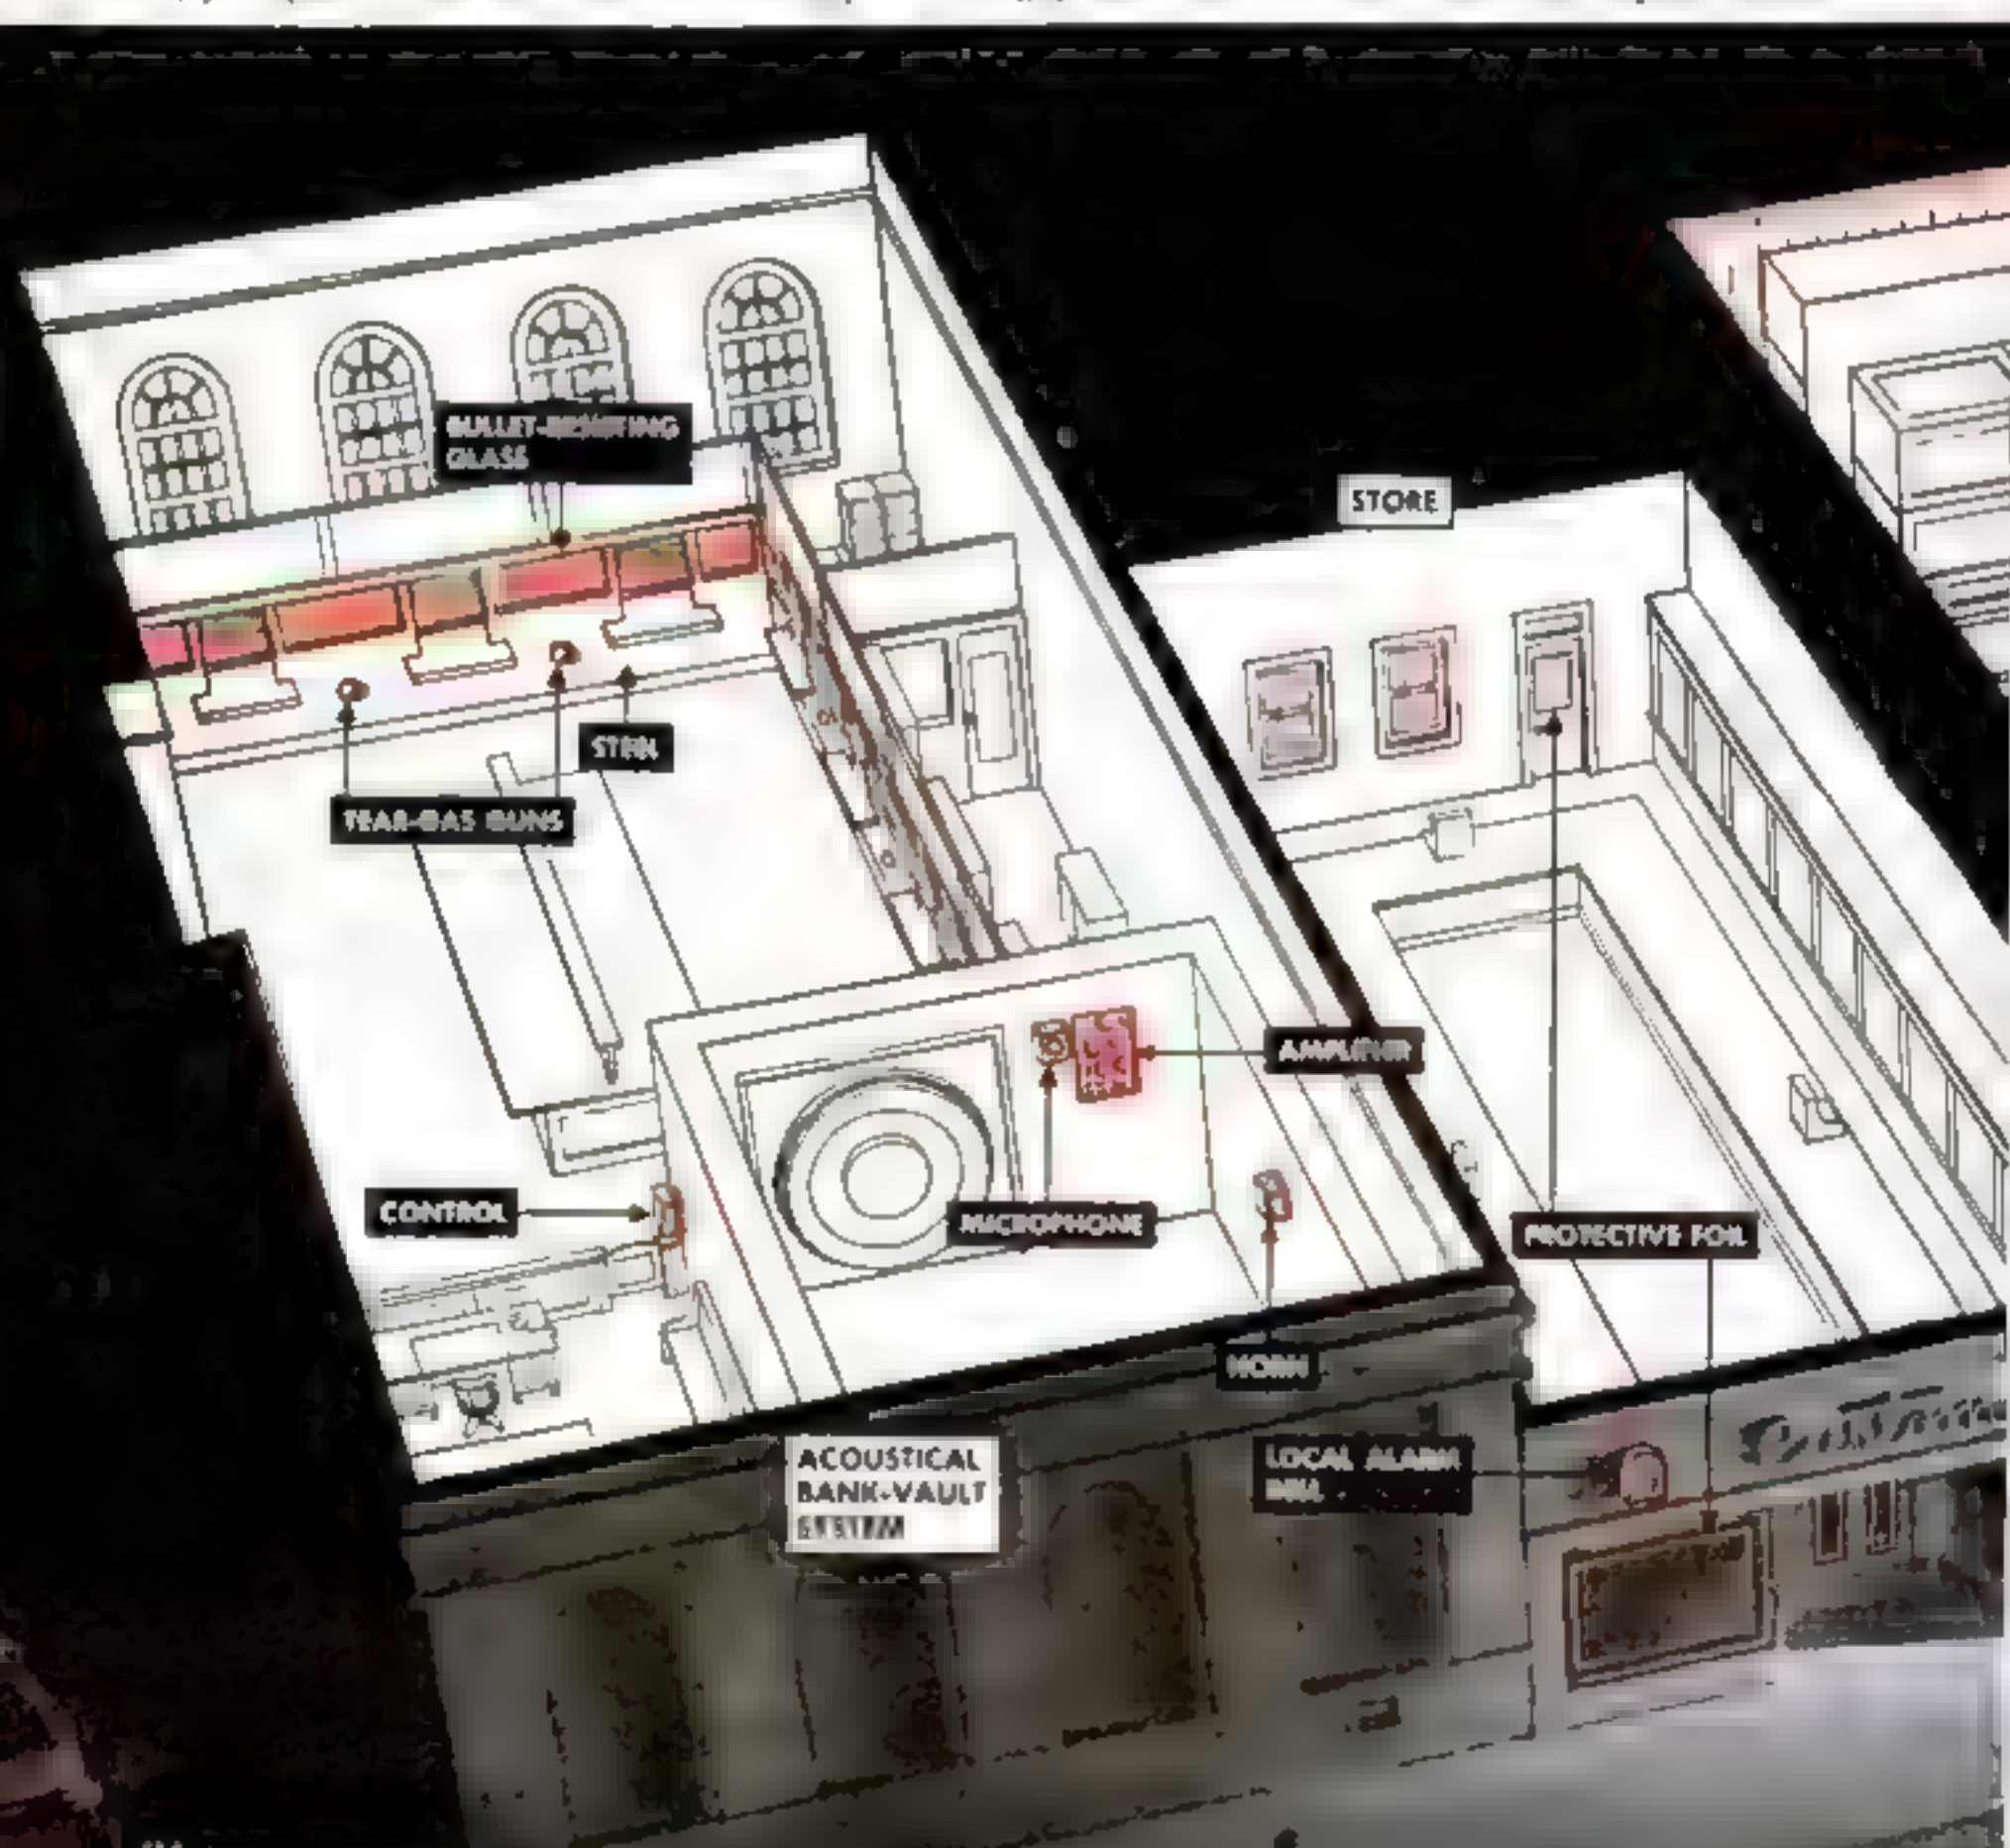 BULLET-RESISTING
GLASS
STORE
STEEL
TEAR-GAS GUNS
AMPLIFIER
CONTROL
MICROPHONE
PROTECTIVE FOIL
HORN
ACOUSTICAL
BANK-VAULT
SYSTEM
LOCAL ALARM
BELL